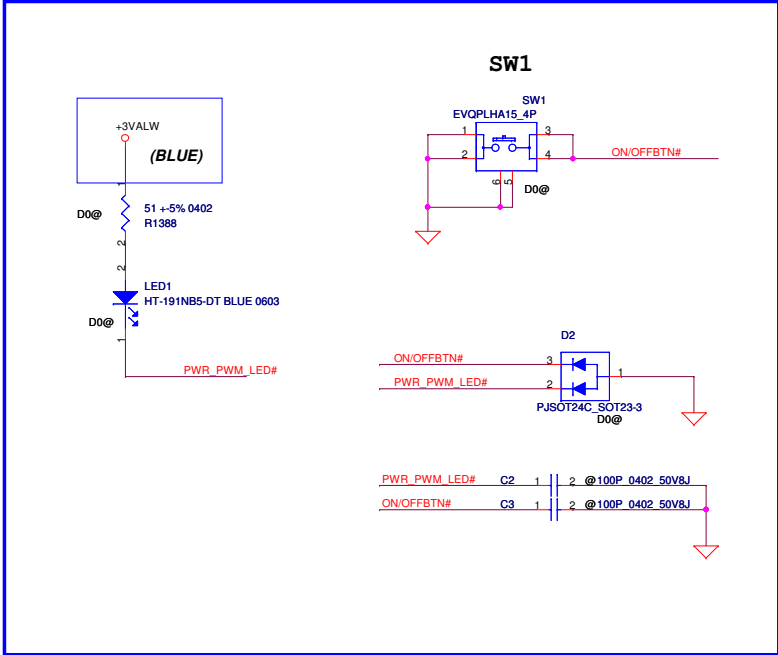 SW1
+3VALW
(BLUE)
1
D0@
51 +-5% 0402
R1388
2
2
LED1
HT-191NB5-DT BLUE 0603
D0@
1
PWR_PWM_LED#
SW1
EVQPLHA15_4P
1
3
2
4
ON/OFFBTN#
6
5
D0@
D2
ON/OFFBTN#
3
1
PWR_PWM_LED#
2
PJSOT24C_SOT23-3
D0@
PWR_PWM_LED# C2 1 2 @100P_0402_50V8J
ON/OFFBTN# C3 1 2 @100P_0402_50V8J